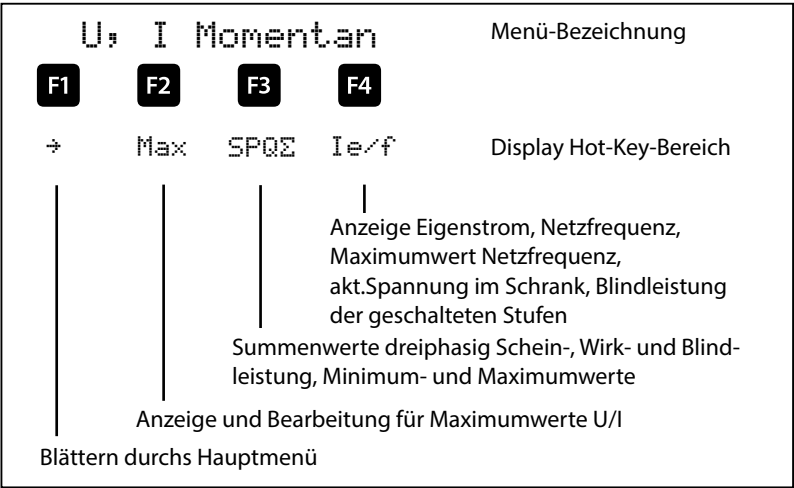 U, I Momentan Menü-Bezeichnung
F1 F2 F3 F4
→ Max SPQΣ Ie/f Display Hot-Key-Bereich
Anzeige Eigenstrom, Netzfrequenz,
Maximumwert Netzfrequenz,
akt.Spannung im Schrank, Blindleistung
der geschalteten Stufen
Summenwerte dreiphasig Schein-, Wirk- und Blind-
leistung, Minimum- und Maximumwerte
Anzeige und Bearbeitung für Maximumwerte U/I
Blättern durchs Hauptmenü